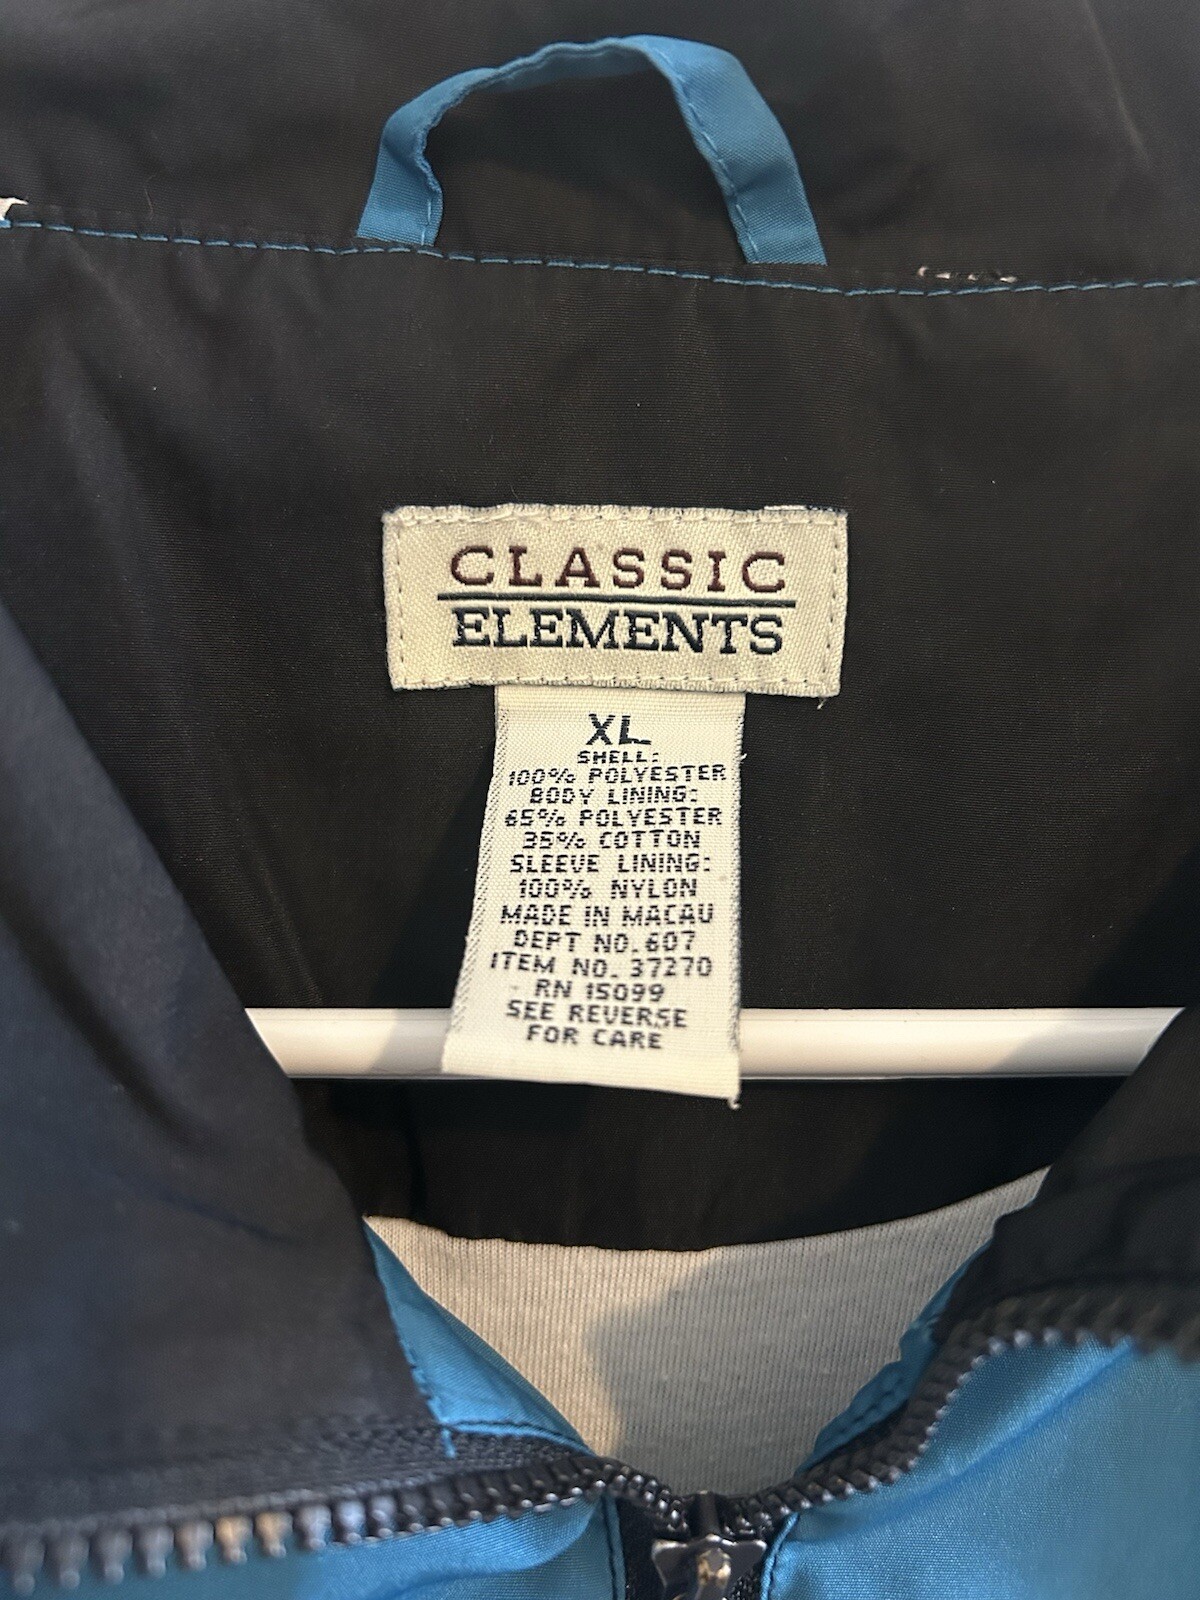 CLASSIC
ELEMENTS
XL
SHELL:
100% POLYESTER
BODY LINING:
65% POLYESTER
35% COTTON
SLEEVE LINING:
100% NYLON
MADE IN MACAU
DEPT NO. 607
ITEM NO. 37270
RN 15099
SEE REVERSE
FOR CARE